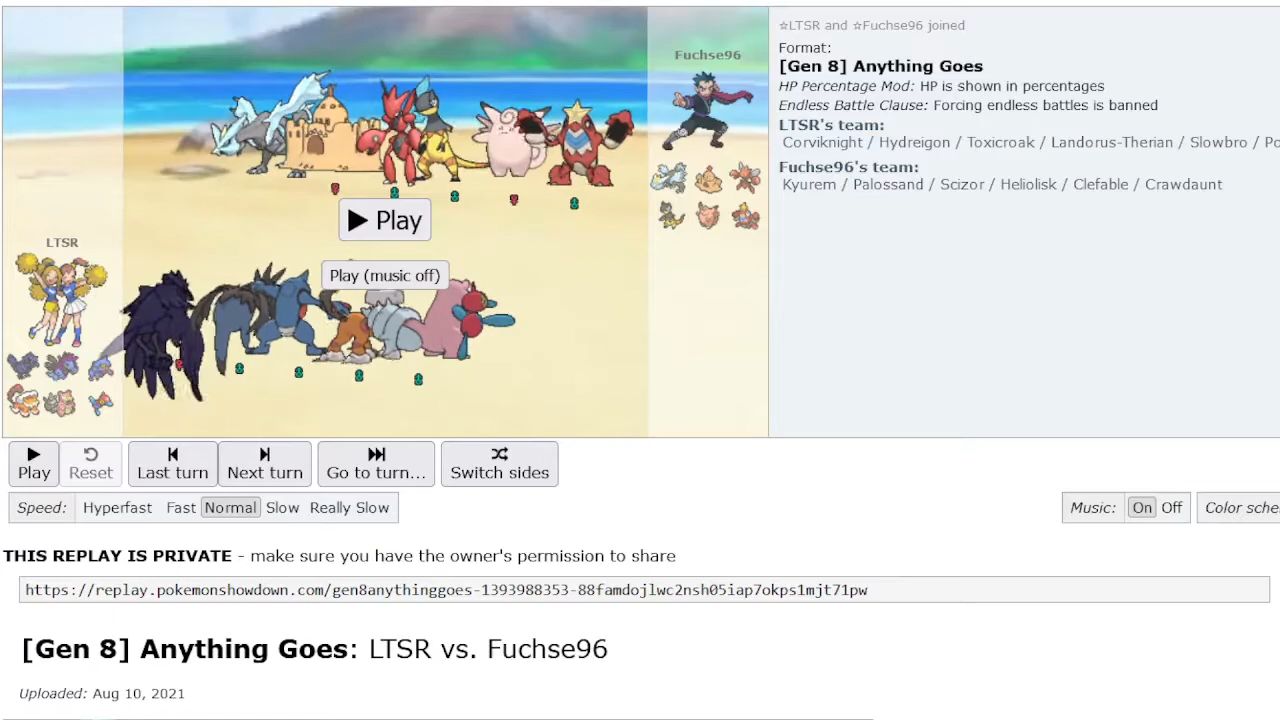 ☆LTSR and ☆Fuchse96 joined
Format:
[Gen 8] Anything Goes
HP Percentage Mod: HP is shown in percentages
Endless Battle Clause: Forcing endless battles is banned
LTSR's team:
Corviknight / Hydreigon / Toxicroak / Landorus-Therian / Slowbro / Po
Fuchse96's team:
Kyurem / Palossand / Scizor / Heliolisk / Clefable / Crawdaunt
Fuchse96
LTSR
Play
Play (music off)
Play Reset Last turn Next turn Go to turn... Switch sides
Speed: Hyperfast Fast Normal Slow Really Slow Music: On Off Color sche
THIS REPLAY IS PRIVATE - make sure you have the owner's permission to share
https://replay.pokemonshowdown.com/gen8anythinggoes-1393988353-88famdojlwc2nsh05iap7okps1mjt71pw
[Gen 8] Anything Goes: LTSR vs. Fuchse96
Uploaded: Aug 10, 2021